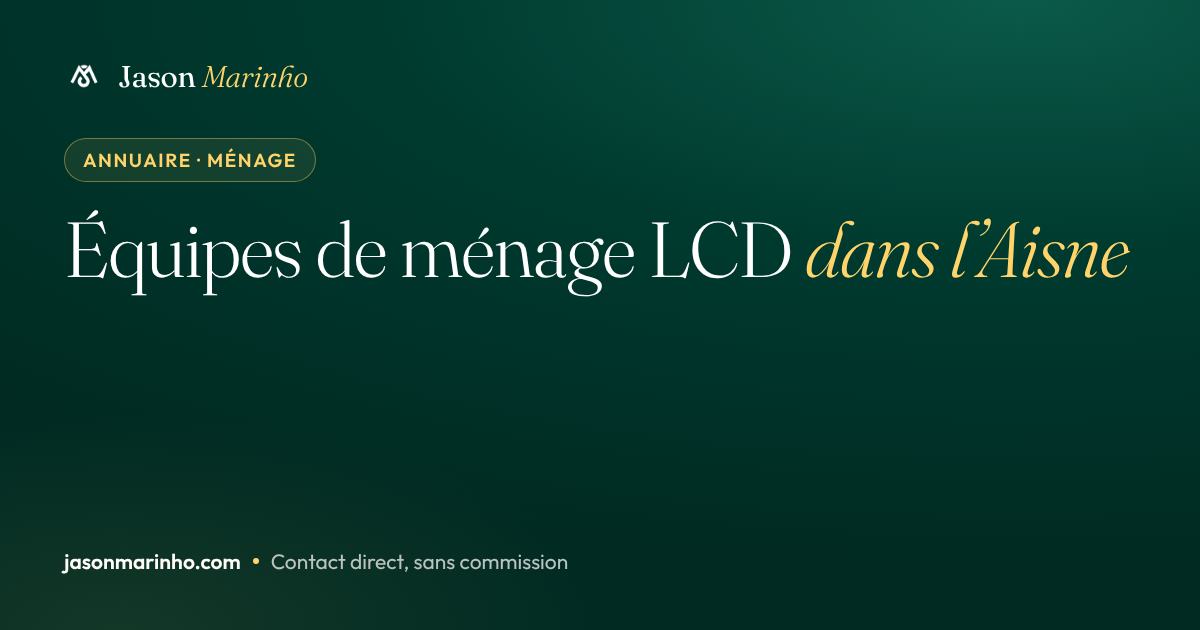 Jason Marinho
ANNUAIRE · MÉNAGE
Équipes de ménage LCD dans l’Aisne
jasonmarinho.com • Contact direct, sans commission